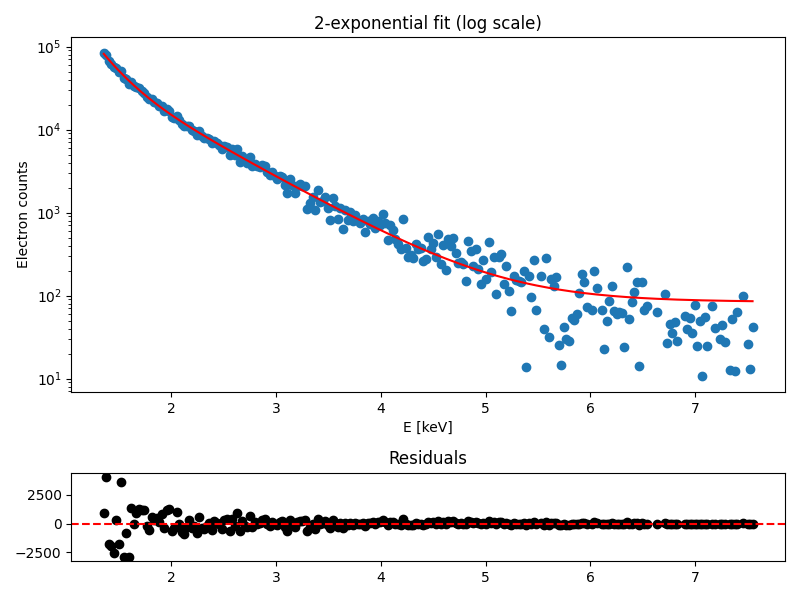 2-exponential fit (log scale)
Electron counts
10^5
10^4
10^3
10^2
10^1
2 3 4 5 6 7
E [keV]
Residuals
2500
0
−2500
2 3 4 5 6 7